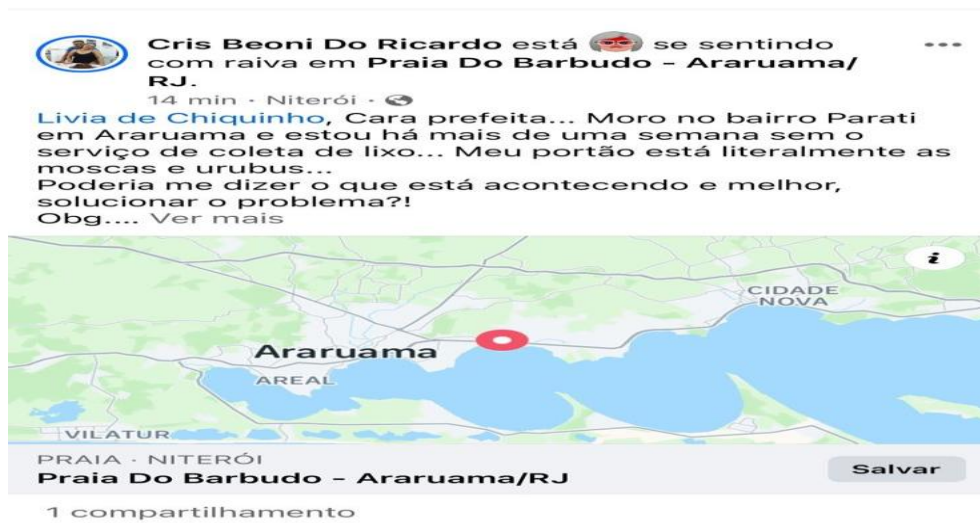 Cris Beoni Do Ricardo está se sentindo
com raiva em Praia Do Barbudo - Araruama/
RJ.
14 min · Niterói ·
Livia de Chiquinho, Cara prefeita... Moro no bairro Parati
em Araruama e estou há mais de uma semana sem o
serviço de coleta de lixo... Meu portão está literalmente as
moscas e urubus...
Poderia me dizer o que está acontecendo e melhor,
solucionar o problema?!
Obg.... Ver mais
i
CIDADE
NOVA
Araruama
AREAL
VILATUR
PRAIA · NITERÓI
Praia Do Barbudo - Araruama/RJ
Salvar
1 compartilhamento